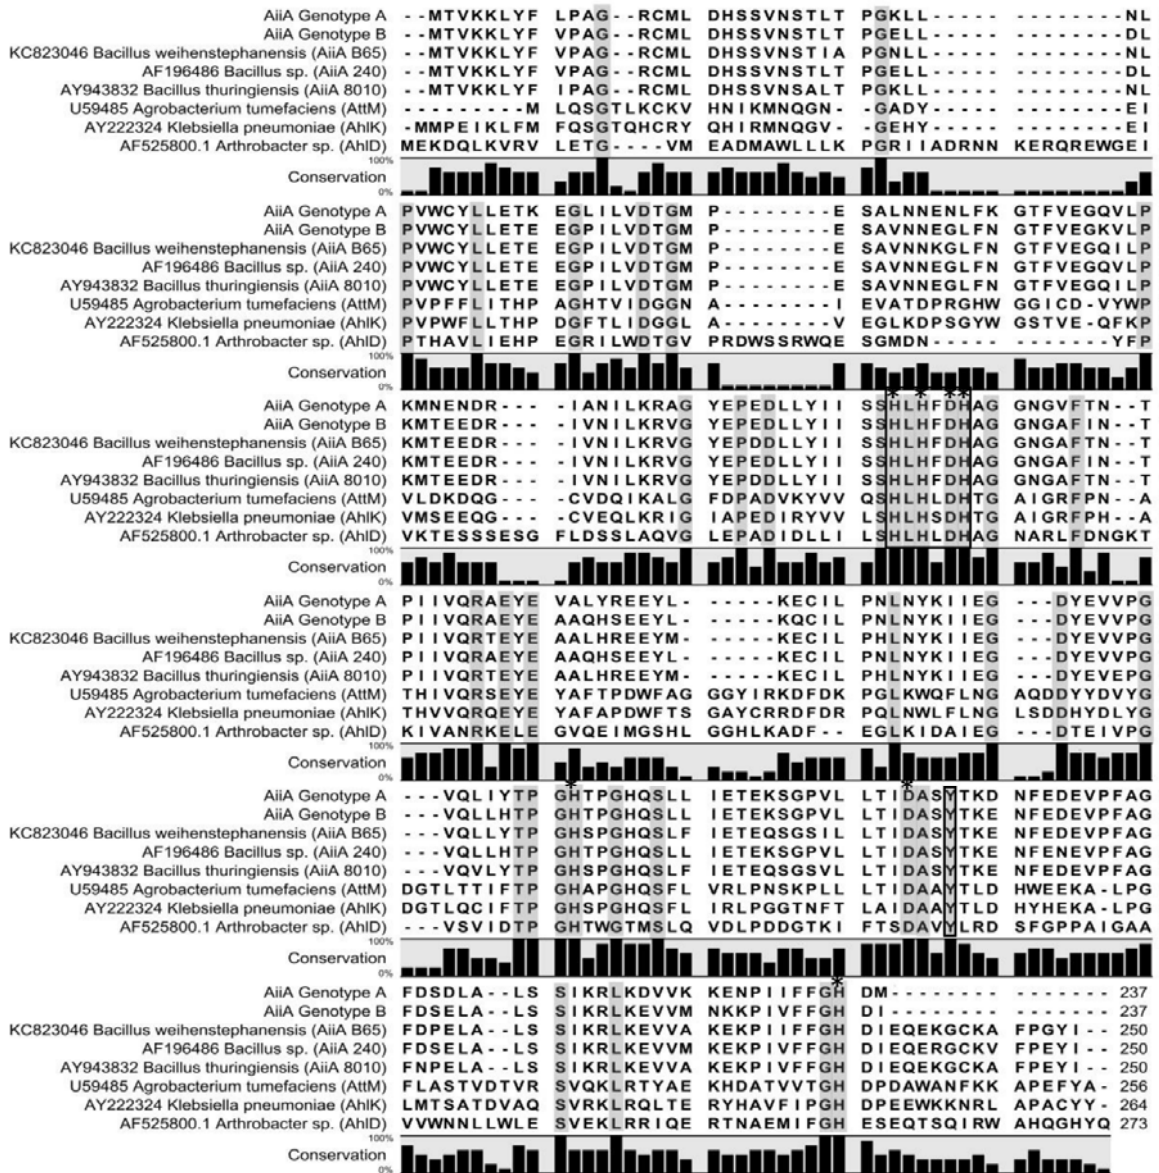 AiiA Genotype A --MTVKKLYF LPAG--RCML DHSSVNSTLT PGKLL----- --------NL
AiiA Genotype B --MTVKKLYF VPAG--RCML DHSSVNSTLT PGELL----- --------DL
KC823046 Bacillus weihenstephanensis (AiiA B65) --MTVKKLYF VPAG--RCML DHSSVNSTIA PGNLL----- --------NL
AF196486 Bacillus sp. (AiiA 240) --MTVKKLYF VPAG--RCML DHSSVNSTLT PGELL----- --------DL
AY943832 Bacillus thuringiensis (AiiA 8010) --MTVKKLYF IPAG--RCML DHSSVNSALT PGKLL----- --------NL
U59485 Agrobacterium tumefaciens (AttM) ---------M LQSGTLKCKV HNIKMNQGN- -GADY----- --------EI
AY222324 Klebsiella pneumoniae (AhlK) -MMPEIKLFM FQSGTQHCRY QHIRMNQGV- -GEHY----- --------EI
AF525800.1 Arthrobacter sp. (AhlD) MEKDQLKVRV LETG----VM EADMAWLLLK PGRIIADRNN KERQREWGEI
100%
Conservation
0%
AiiA Genotype A PVWCYLLETK EGLILVDTGM P--------E SALNNENLFK GTFVEGQVLP
AiiA Genotype B PVWCYLLETE EGPILVDTGM P--------E SAVNNEGLFN GTFVEGKVLP
KC823046 Bacillus weihenstephanensis (AiiA B65) PVWCYLLETE EGPILVDTGM P--------E SAVNNKGLFN GTFVEGQILP
AF196486 Bacillus sp. (AiiA 240) PVWCYLLETE EGPILVDTGM P--------E SAVNNEGLFN GTFVEGQVLP
AY943832 Bacillus thuringiensis (AiiA 8010) PVWCYLLETE EGPILVDTGM P--------E SAVNNEGLFN GTFVEGQILP
U59485 Agrobacterium tumefaciens (AttM) PVPFFLITHP AGHTVIDGGN A--------I EVATDPRGHW GGICD-VYWP
AY222324 Klebsiella pneumoniae (AhlK) PVPWFLLTHP DGFTLIDGGL A--------V EGLKDPSGYW GSTVE-QFKP
AF525800.1 Arthrobacter sp. (AhlD) PTHAVLIEHP EGRILWDTGV PRDWSSRWQE SGMDN----- -------YFP
100%
Conservation
0%
* * * *
AiiA Genotype A KMNENDR--- -IANILKRAG YEPEDLLYII SSHLHFDHAG GNGVFTN--T
AiiA Genotype B KMTEEDR--- -IVNILKRVG YEPEDLLYII SSHLHFDHAG GNGAFTN--T
KC823046 Bacillus weihenstephanensis (AiiA B65) KMTEEDR--- -IVNILKRVG YEPDDLLYII SSHLHFDHAG GNGAFTN--T
AF196486 Bacillus sp. (AiiA 240) KMTEEDR--- -IVNILKRVG YEPEDLLYII SSHLHFDHAG GNGAFIN--T
AY943832 Bacillus thuringiensis (AiiA 8010) KMTEEDR--- -IVNILKRVG YEPDDLLYII SSHLHFDHAG GNGAFTN--T
U59485 Agrobacterium tumefaciens (AttM) VLDKDQG--- -CVDQIKALG FDPADVKYVV QSHLHLDHTG AIGRFPN--A
AY222324 Klebsiella pneumoniae (AhlK) VMSEEQG--- -CVEQLKRIG IAPEDIRYVV LSHLHSDHTG AIGRFPH--A
AF525800.1 Arthrobacter sp. (AhlD) VKTESSSESG FLDSSLAQVG LEPADIDLLI LSHLHLDHAG NARLFDNGKT
100%
Conservation
0%
AiiA Genotype A PIIVQRAEYE VALYREEYL- -----KECIL PNLNYKIIEG ---DYEVVPG
AiiA Genotype B PIIVQRAEYE AAQHSEEYL- -----KQCIL PNLNYKIIEG ---DYEVVPG
KC823046 Bacillus weihenstephanensis (AiiA B65) PIIVQRTEYE AALHREEYM- -----KECIL PHLNYKIIEG ---DYEVVPG
AF196486 Bacillus sp. (AiiA 240) PIIVQRAEYE AAQHSEEYL- -----KECIL PNLNYKIIEG ---DYEVVPG
AY943832 Bacillus thuringiensis (AiiA 8010) PIIVQRTEYE AALHREEYM- -----KECIL PHLNYKIIEG ---DYEVEPG
U59485 Agrobacterium tumefaciens (AttM) THIVQRSEYE YAFTPDWFAG GGYIRKDFDK PGLKWQFLNG AQDDYYDVYG
AY222324 Klebsiella pneumoniae (AhlK) THVVQRQEYE YAFAPDWFTS GAYCRRDFDR PQLNWLFLNG LSDDHYDLYG
AF525800.1 Arthrobacter sp. (AhlD) KIVANRKELE GVQEIMGSHL GGHLKADF-- EGLKIDAIEG ---DTEIVPG
100%
Conservation
0%
* *
AiiA Genotype A ---VQLIYTP GHTPGHQSLL IETEKSGPVL LTIDASYTKD NFEDEVPFAG
AiiA Genotype B ---VQLLHTP GHTPGHQSLL IETEKSGPVL LTIDASYTKE NFEDEVPFAG
KC823046 Bacillus weihenstephanensis (AiiA B65) ---VQLLYTP GHSPGHQSLF IETEQSGSIL LTIDASYTKE NFEDEVPFAG
AF196486 Bacillus sp. (AiiA 240) ---VQLLHTP GHTPGHQSLL IETEKSGPVL LTIDASYTKE NFENEVPFAG
AY943832 Bacillus thuringiensis (AiiA 8010) ---VQVLYTP GHSPGHQSLF IETEQSGSVL LTIDASYTKE NFEDEVPFAG
U59485 Agrobacterium tumefaciens (AttM) DGTLTTIFTP GHAPGHQSFL VRLPNSKPLL LTIDAAYTLD HWEEKA-LPG
AY222324 Klebsiella pneumoniae (AhlK) DGTLQCIFTP GHSPGHQSFL IRLPGGTNFT LAIDAAYTLD HYHEKA-LPG
AF525800.1 Arthrobacter sp. (AhlD) ---VSVIDTP GHTWGTMSLQ VDLPDDGTKI FTSDAVYLRD SFGPPAIGAA
100%
Conservation
0%
*
AiiA Genotype A FDSDLA--LS SIKRLKDVVK KENPIIFFGH DM-------- ------- 237
AiiA Genotype B FDSELA--LS SIKRLKEVVM NKKPIVFFGH DI-------- ------- 237
KC823046 Bacillus weihenstephanensis (AiiA B65) FDPELA--LS SIKRLKEVVA KEKPIIFFGH DIEQEKGCKA FPGYI-- 250
AF196486 Bacillus sp. (AiiA 240) FDSELA--LS SIKRLKEVVM KEKPIVFFGH DIEQERGCKV FPEYI-- 250
AY943832 Bacillus thuringiensis (AiiA 8010) FNPELA--LS SIKRLKEVVA KEKPIVFFGH DIEQEKGCKA FPEYI-- 250
U59485 Agrobacterium tumefaciens (AttM) FLASTVDTVR SVQKLRTYAE KHDATVVTGH DPDAWANFKK APEFYA- 256
AY222324 Klebsiella pneumoniae (AhlK) LMTSATDVAQ SVRKLRQLTE RYHAVFIPGH DPEEWKKNRL APACYY- 264
AF525800.1 Arthrobacter sp. (AhlD) VVWNNLLWLE SVEKLRRIQE RTNAEMIFGH ESEQTSQIRW AHQGHYQ 273
100%
Conservation
0%